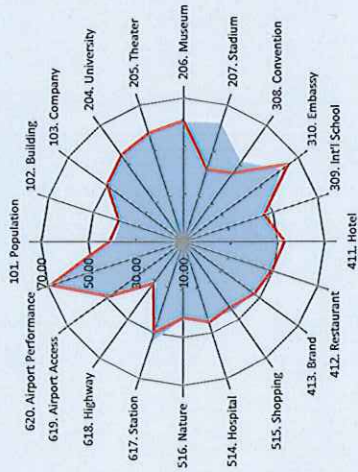 101. Population
102. Building
103. Company
204. University
205. Theater
206. Museum
207. Stadium
308. Convention
310. Embassy
309. Int'l School
411. Hotel
412. Restaurant
413. Brand
515. Shopping
514. Hospital
516. Nature
617. Station
618. Highway
619. Airport Access
620. Airport Performance
70.00
50.00
30.00
10.00